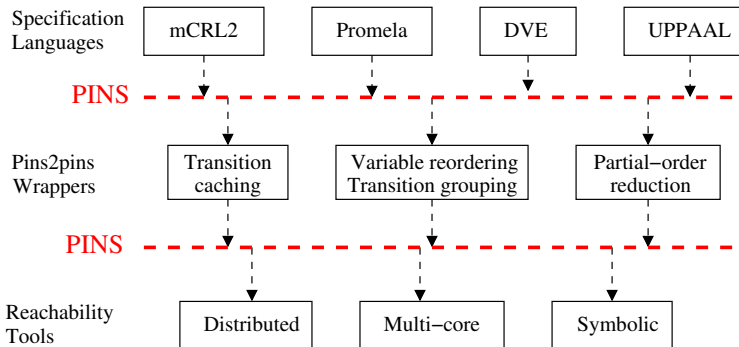 Specification
Languages
mCRL2
Promela
DVE
UPPAAL
PINS
Pins2pins
Wrappers
Transition
caching
Variable reordering
Transition grouping
Partial−order
reduction
PINS
Reachability
Tools
Distributed
Multi−core
Symbolic